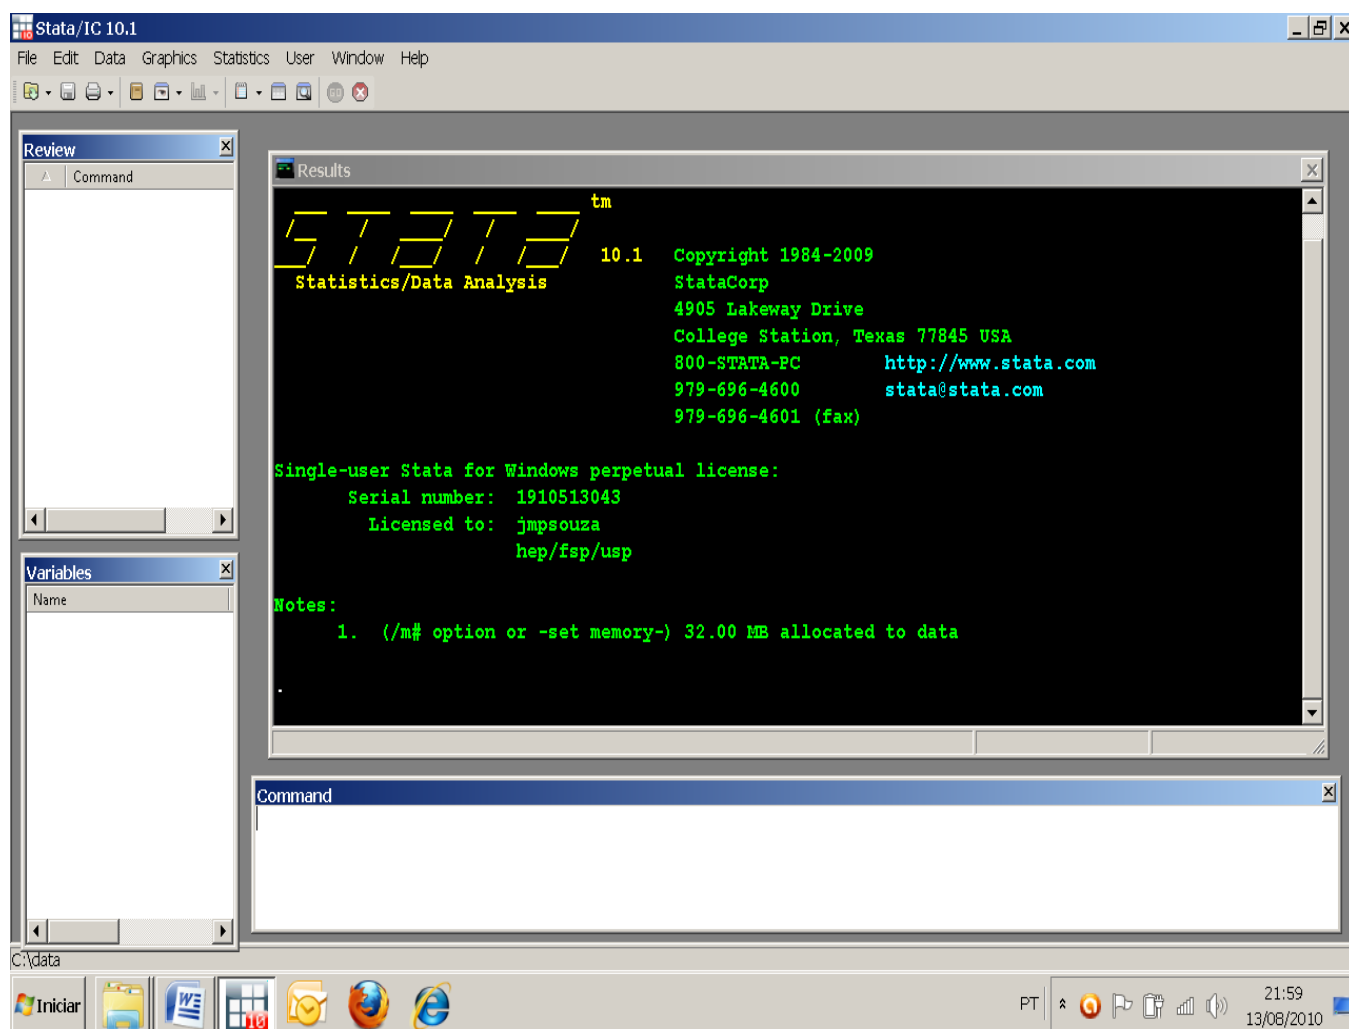 Stata/IC 10.1
File Edit Data Graphics Statistics User Window Help
Review
Command
Variables
Name
Results
STATA tm
10.1 Copyright 1984-2009
Statistics/Data Analysis StataCorp
4905 Lakeway Drive
College Station, Texas 77845 USA
800-STATA-PC http://www.stata.com
979-696-4600 stata@stata.com
979-696-4601 (fax)
Single-user Stata for Windows perpetual license:
Serial number: 1910513043
Licensed to: jmpsouza
hep/fsp/usp
Notes:
1. (/m# option or -set memory-) 32.00 MB allocated to data
.
Command
C:\data
Iniciar
10
PT
21:59
13/08/2010